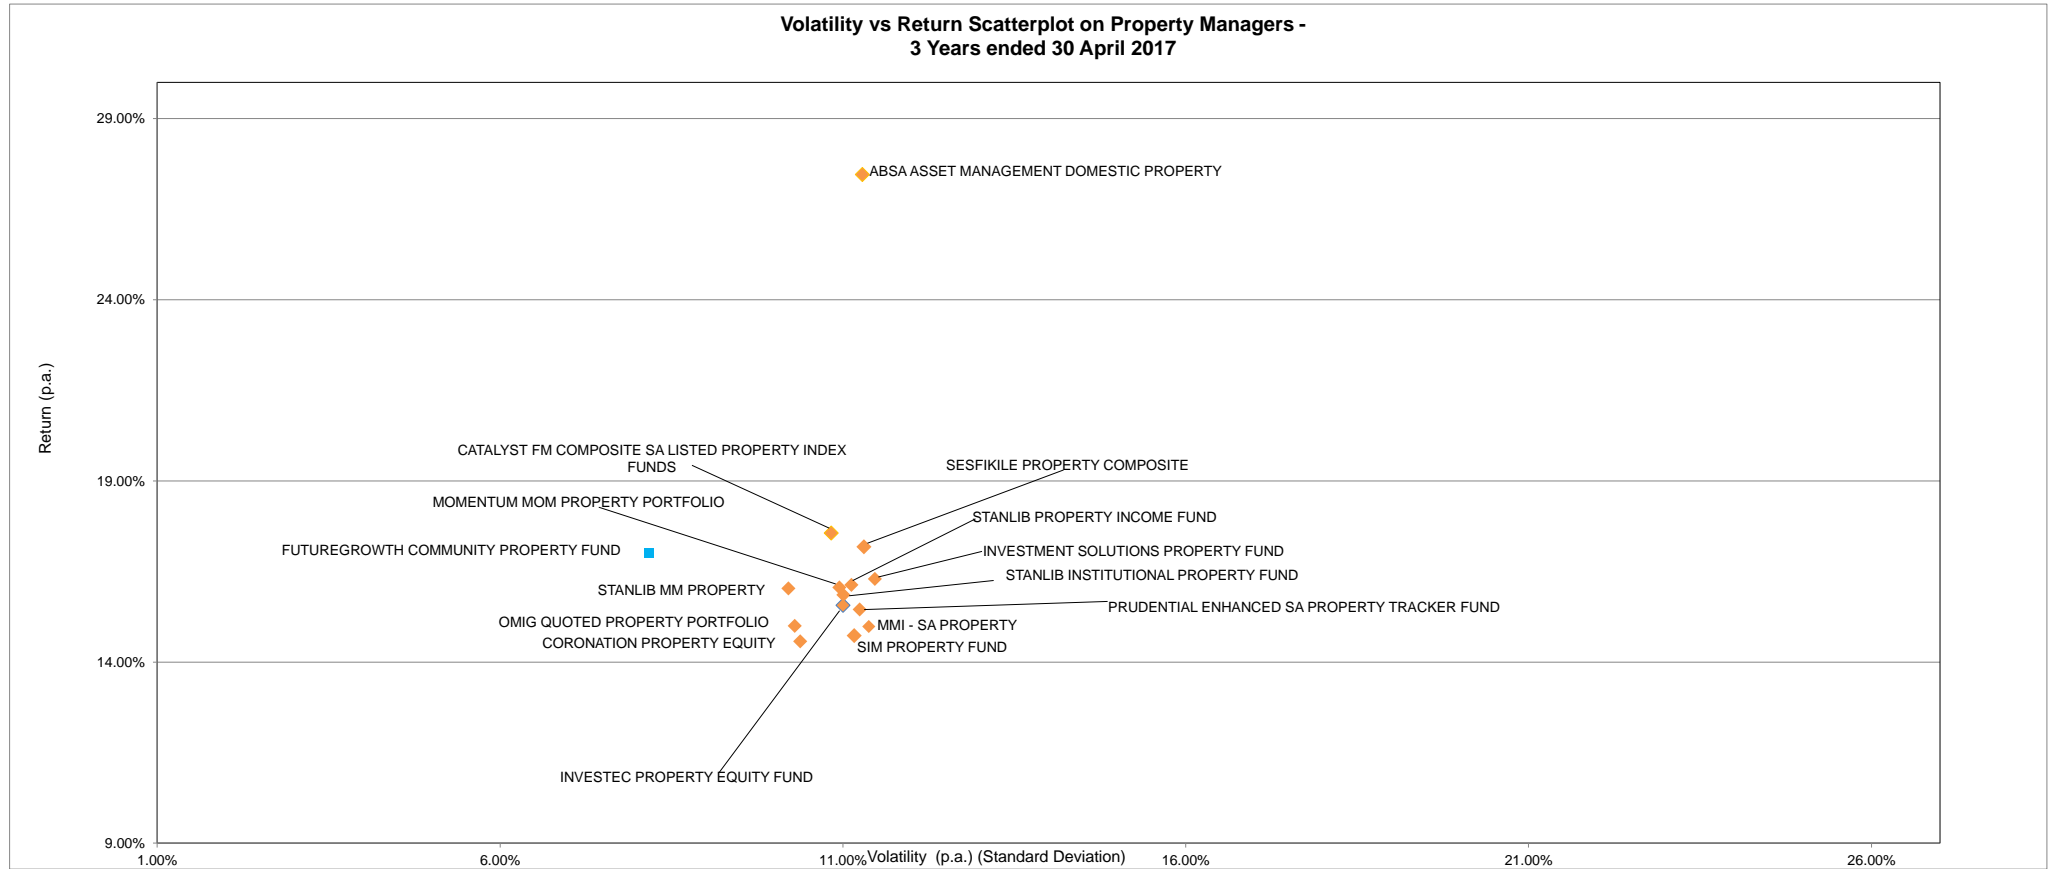 Volatility vs Return Scatterplot on Property Managers -
3 Years ended 30 April 2017
29.00%
ABSA ASSET MANAGEMENT DOMESTIC PROPERTY
24.00%
Return (p.a.)
CATALYST FM COMPOSITE SA LISTED PROPERTY INDEX
FUNDS
SESFIKILE PROPERTY COMPOSITE
19.00%
MOMENTUM MOM PROPERTY PORTFOLIO
STANLIB PROPERTY INCOME FUND
FUTUREGROWTH COMMUNITY PROPERTY FUND
INVESTMENT SOLUTIONS PROPERTY FUND
STANLIB INSTITUTIONAL PROPERTY FUND
STANLIB MM PROPERTY
PRUDENTIAL ENHANCED SA PROPERTY TRACKER FUND
OMIG QUOTED PROPERTY PORTFOLIO
MMI - SA PROPERTY
CORONATION PROPERTY EQUITY
SIM PROPERTY FUND
14.00%
INVESTEC PROPERTY EQUITY FUND
9.00%
1.00%
6.00%
11.00%
Volatility (p.a.) (Standard Deviation)
16.00%
21.00%
26.00%